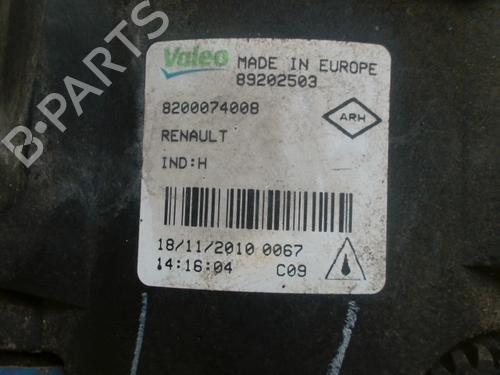 Valeo MADE IN EUROPE
89202503
8200074008
ARH
RENAULT
IND:H
18/11/2010 0067
14:16:04 C09
B-Parts